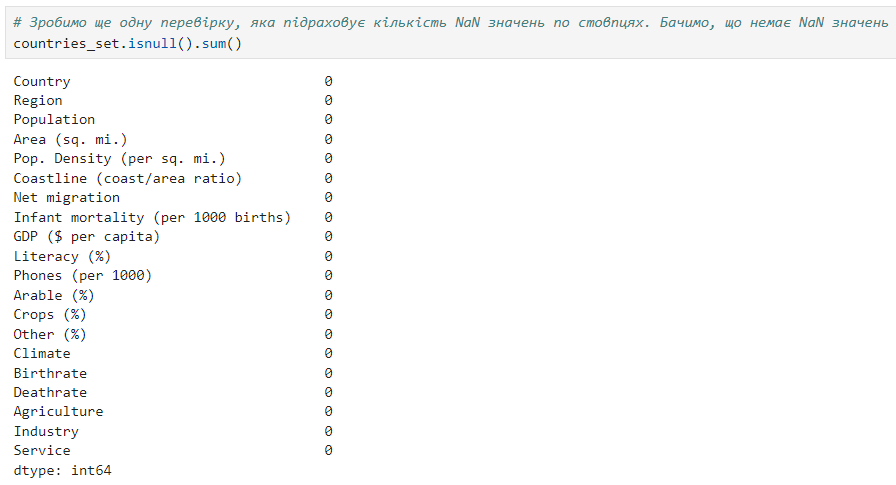 # Зробимо ще одну перевірку, яка підраховує кількість NaN значень по стовпцях. Бачимо, що немає NaN значень
countries_set.isnull().sum()
Country 0
Region 0
Population 0
Area (sq. mi.) 0
Pop. Density (per sq. mi.) 0
Coastline (coast/area ratio) 0
Net migration 0
Infant mortality (per 1000 births) 0
GDP ($ per capita) 0
Literacy (%) 0
Phones (per 1000) 0
Arable (%) 0
Crops (%) 0
Other (%) 0
Climate 0
Birthrate 0
Deathrate 0
Agriculture 0
Industry 0
Service 0
dtype: int64